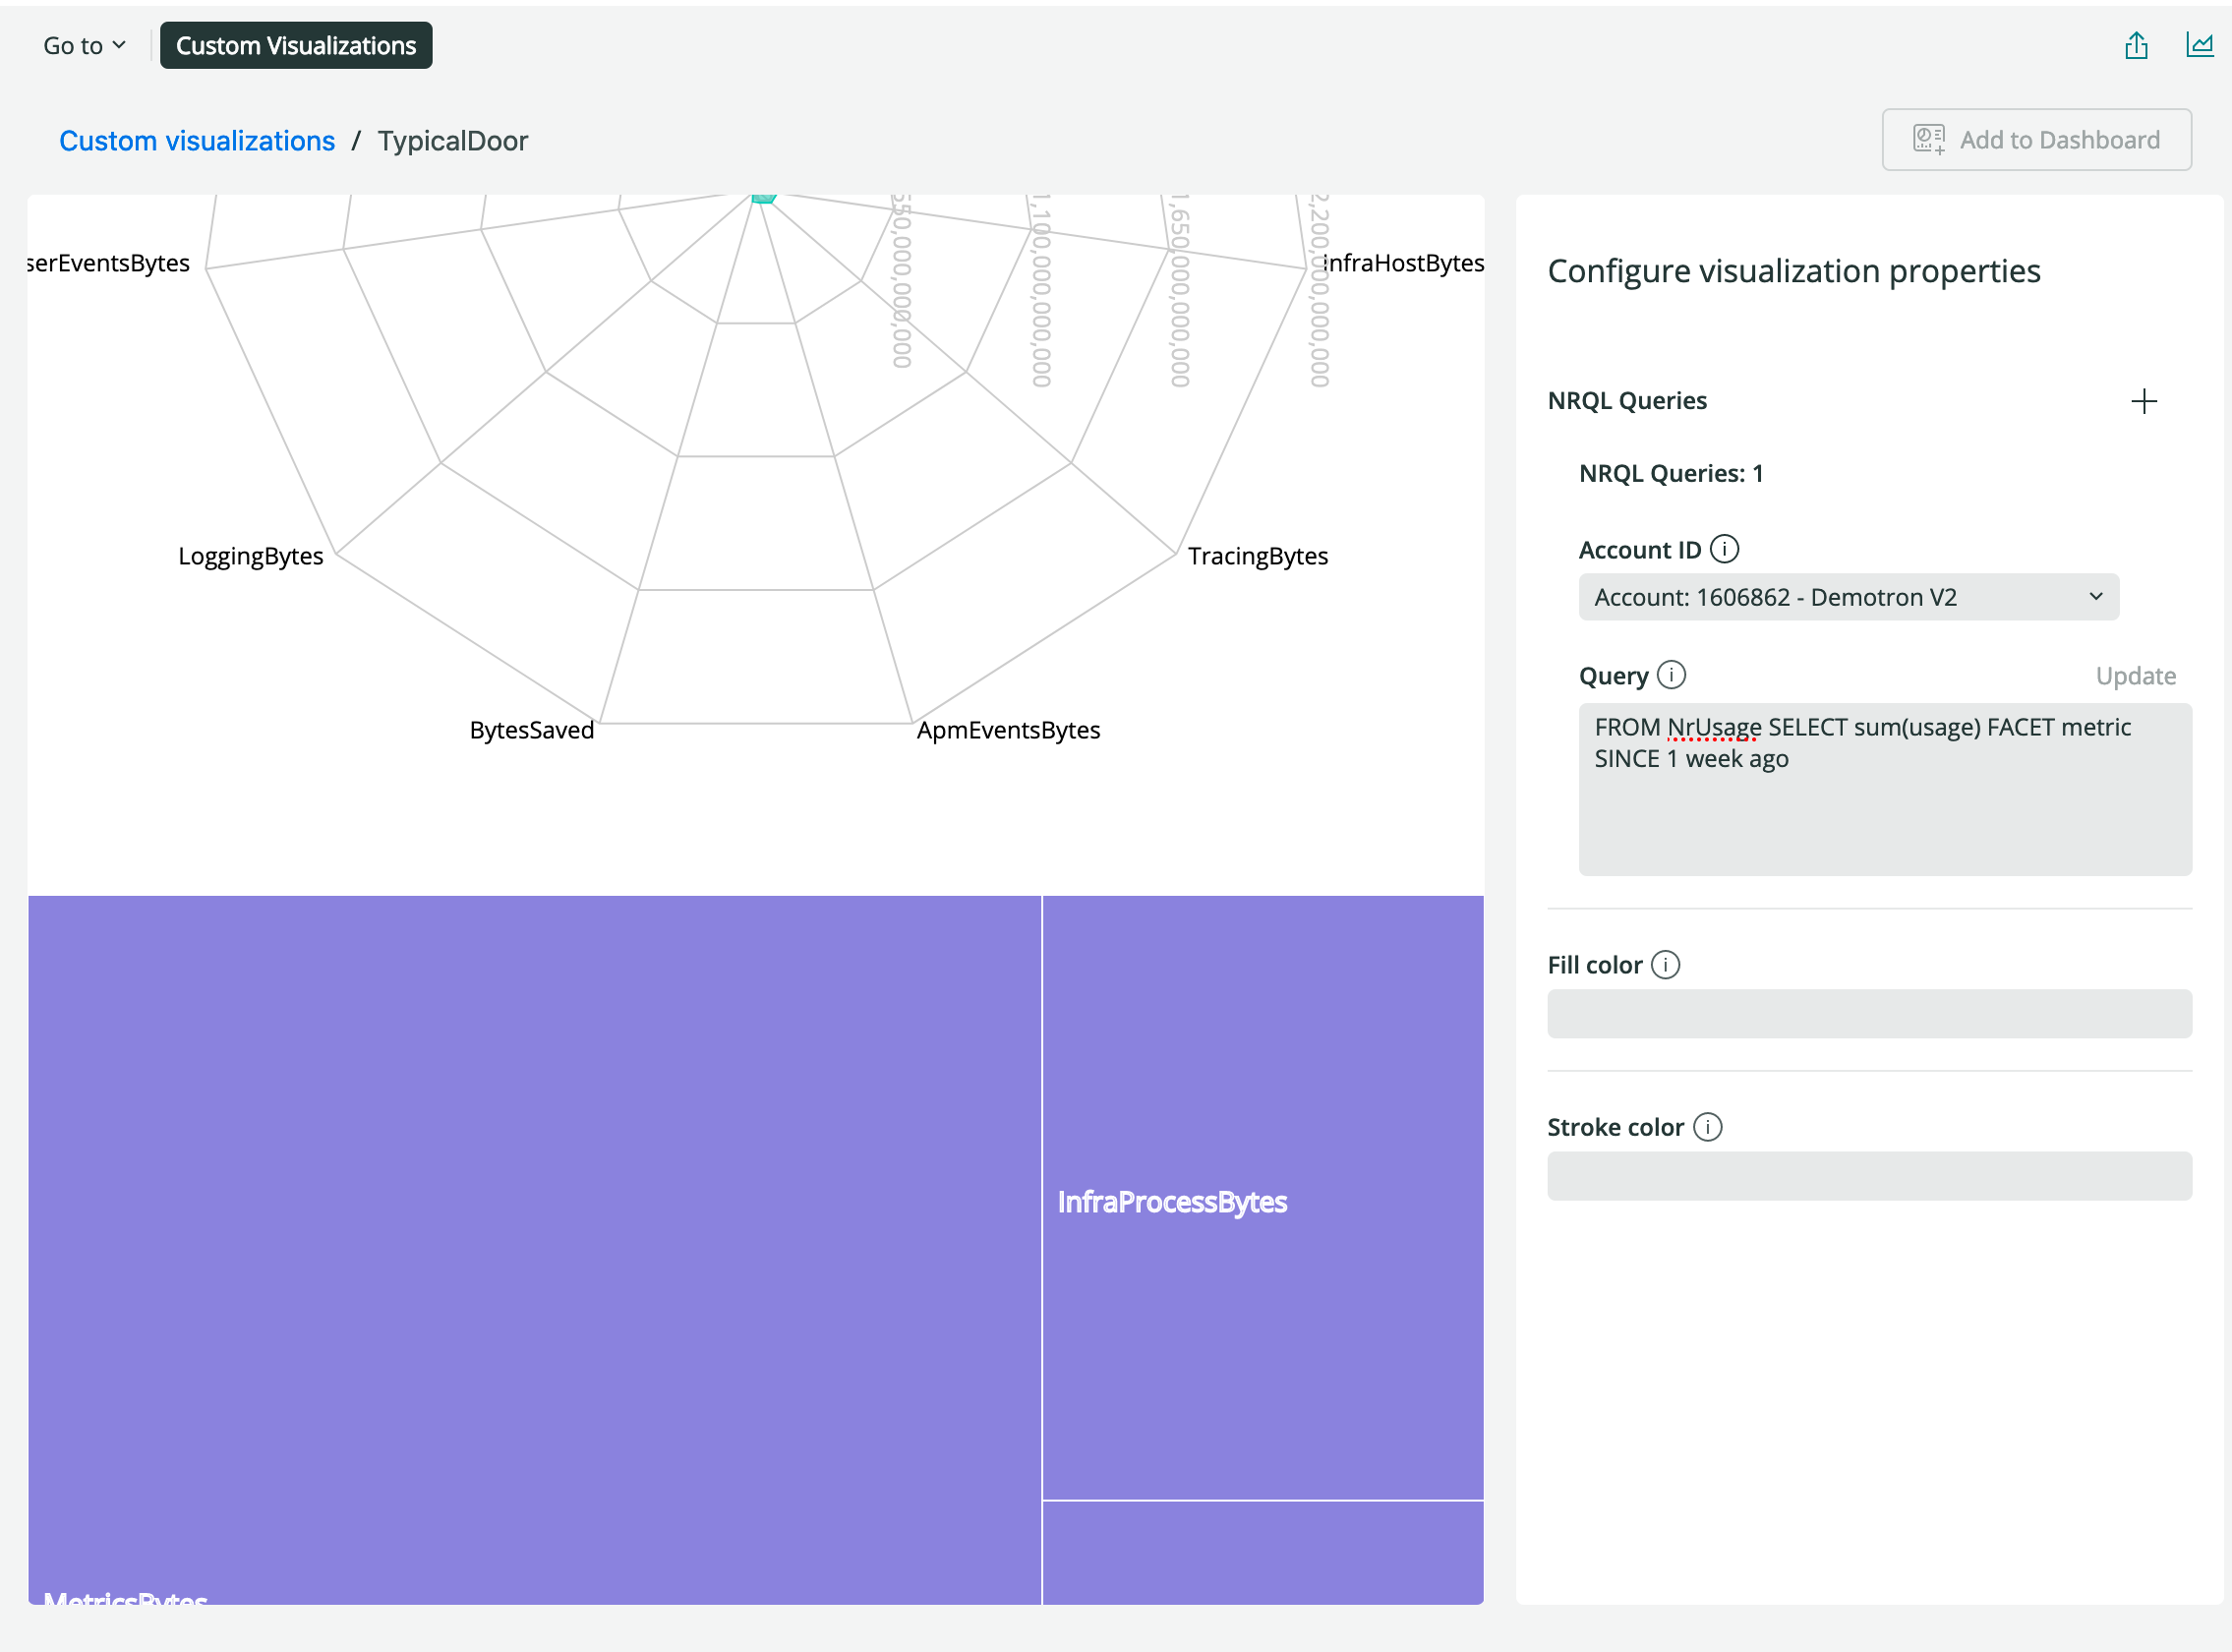 Go to
Custom Visualizations
Custom visualizations / TypicalDoor
Add to Dashboard
550,000,000,000
1,100,000,000,000
1,650,000,000,000
2,200,000,000,000
serEventsBytes
InfraHostBytes
LoggingBytes
TracingBytes
BytesSaved
ApmEventsBytes
InfraProcessBytes
MetricsBytes
Configure visualization properties
NRQL Queries
NRQL Queries: 1
Account ID
Account: 1606862 - Demotron V2
Query
Update
FROM NrUsage SELECT sum(usage) FACET metric
SINCE 1 week ago
Fill color
Stroke color